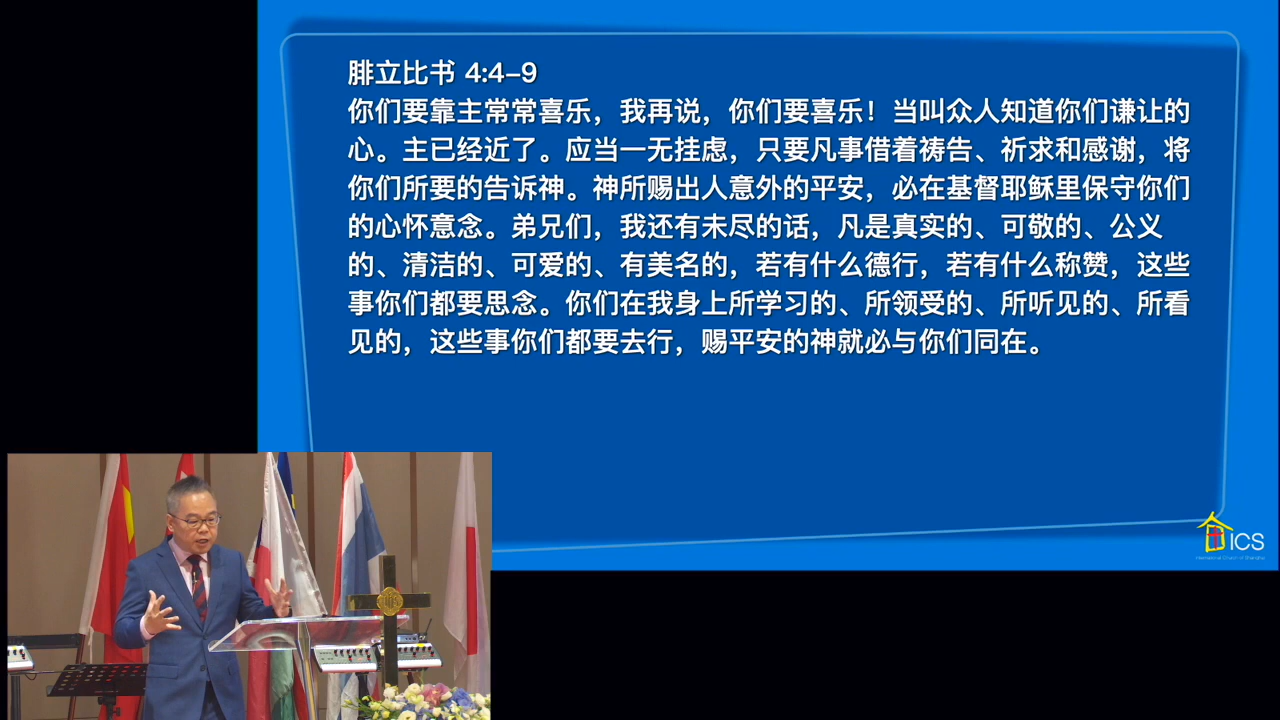 腓立比书 4:4-9
你们要靠主常常喜乐，我再说，你们要喜乐！当叫众人知道你们谦让的
心。主已经近了。应当一无挂虑，只要凡事借着祷告、祈求和感谢，将
你们所要的告诉神。神所赐出人意外的平安，必在基督耶稣里保守你们
的心怀意念。弟兄们，我还有未尽的话，凡是真实的、可敬的、公义
的、清洁的、可爱的、有美名的，若有什么德行，若有什么称赞，这些
事你们都要思念。你们在我身上所学习的、所领受的、所听见的、所看
见的，这些事你们都要去行，赐平安的神就必与你们同在。
ICS
International Church of Shanghai